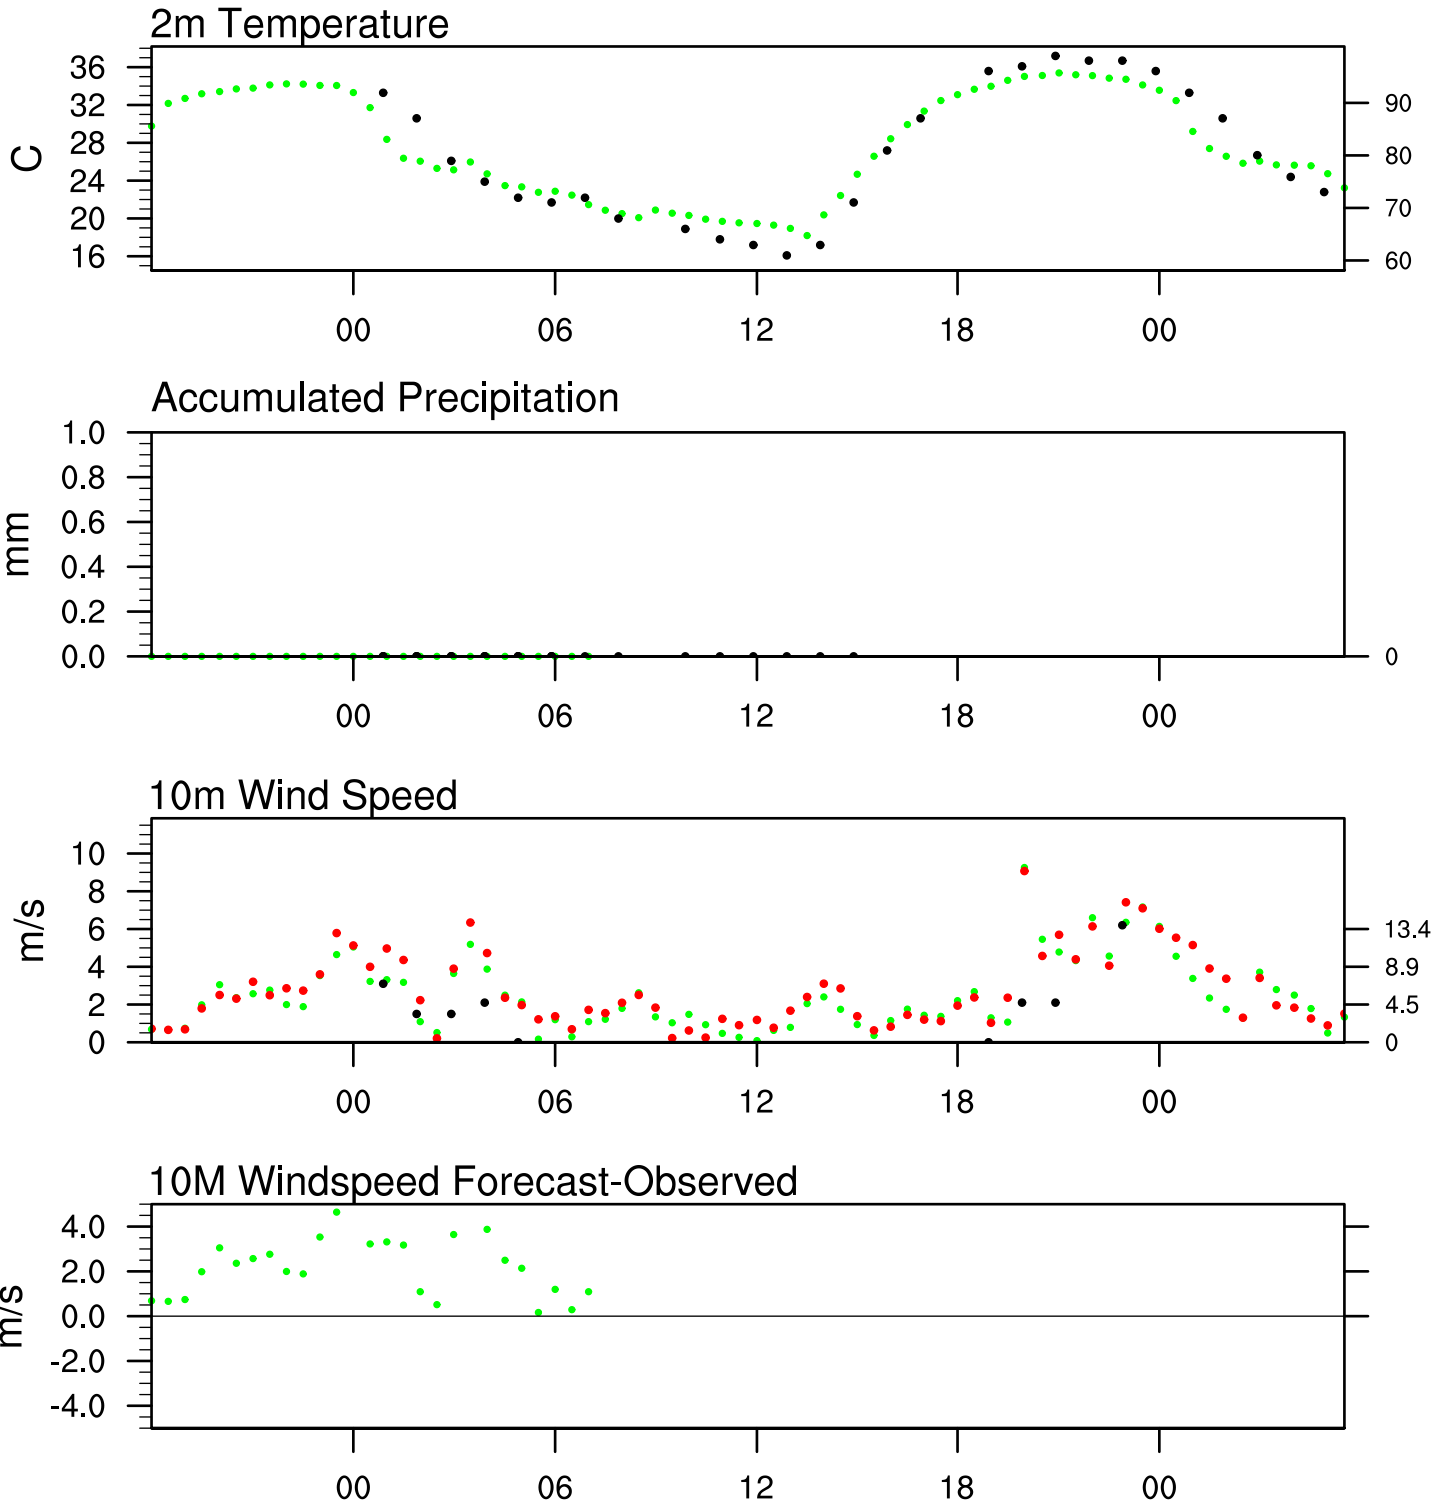 2m Temperature
36
32
28
24
20
16
C
90
80
70
60
00 06 12 18 00
Accumulated Precipitation
1.0
0.8
0.6
0.4
0.2
0.0
mm
0
00 06 12 18 00
10m Wind Speed
10
8
6
4
2
0
m/s
13.4
8.9
4.5
0
00 06 12 18 00
10M Windspeed Forecast-Observed
4.0
2.0
0.0
-2.0
-4.0
m/s
00 06 12 18 00